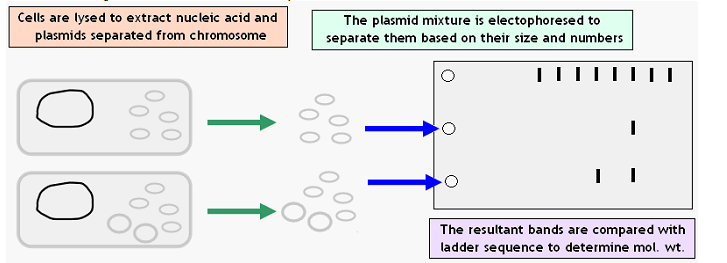 Cells are lysed to extract nucleic acid and
plasmids separated from chromosome
The plasmid mixture is electophoresed to
separate them based on their size and numbers
The resultant bands are compared with
ladder sequence to determine mol. wt.